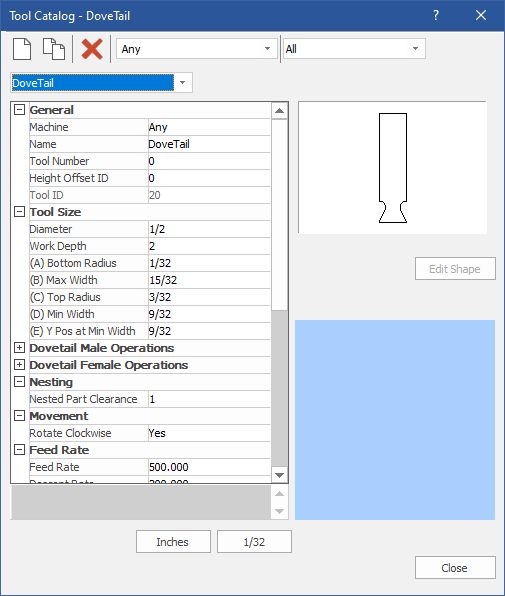 Tool Catalog - DoveTail ?
Any All
DoveTail
General
Machine Any
Name DoveTail
Tool Number 0
Height Offset ID 0
Tool ID 20
Tool Size
Diameter 1/2
Work Depth 2
(A) Bottom Radius 1/32
(B) Max Width 15/32
(C) Top Radius 3/32
(D) Min Width 9/32
(E) Y Pos at Min Width 9/32
Edit Shape
Dovetail Male Operations
Dovetail Female Operations
Nesting
Nested Part Clearance 1
Movement
Rotate Clockwise Yes
Feed Rate
Feed Rate 500.000
Descent Rate 200.000
Inches 1/32
Close